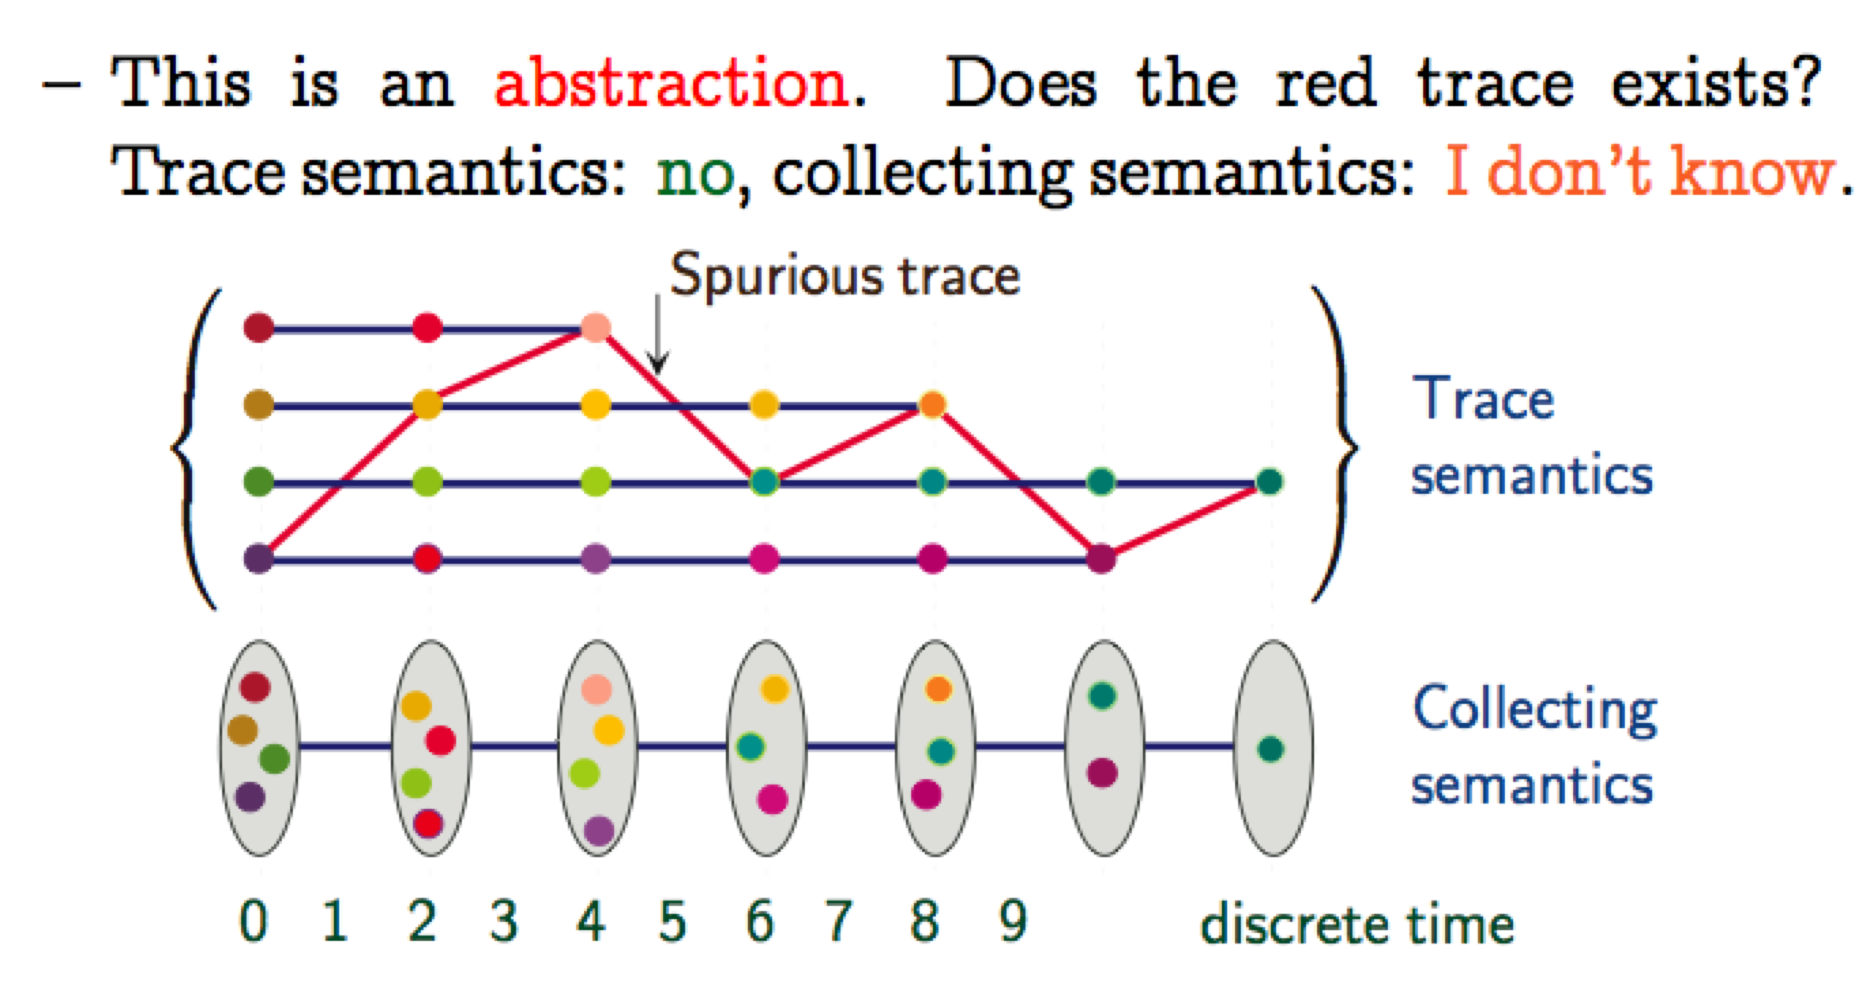 – This is an abstraction. Does the red trace exists?
Trace semantics: no, collecting semantics: I don't know.
Spurious trace
Trace
semantics
Collecting
semantics
0 1 2 3 4 5 6 7 8 9 discrete time